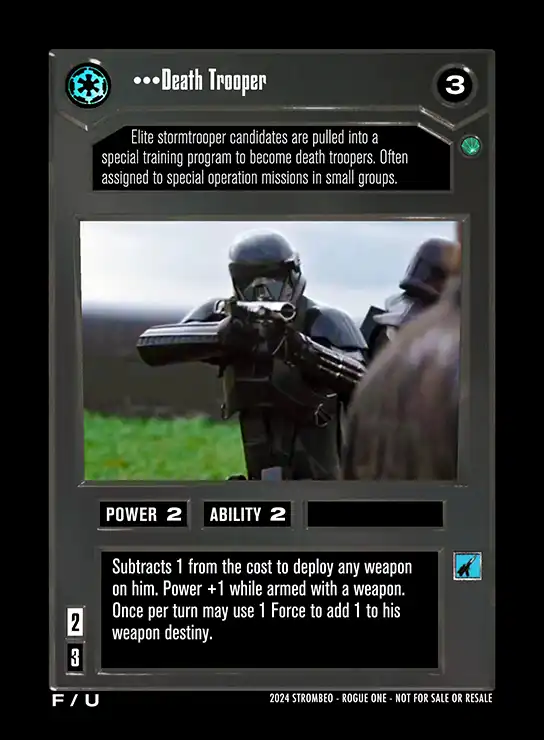 •••Death Trooper
3
Elite stormtrooper candidates are pulled into a
special training program to become death troopers. Often
assigned to special operation missions in small groups.
POWER 2
ABILITY 2
Subtracts 1 from the cost to deploy any weapon
on him. Power +1 while armed with a weapon.
Once per turn may use 1 Force to add 1 to his
weapon destiny.
2
3
F / U
2024 STROMBEO - ROGUE ONE - NOT FOR SALE OR RESALE